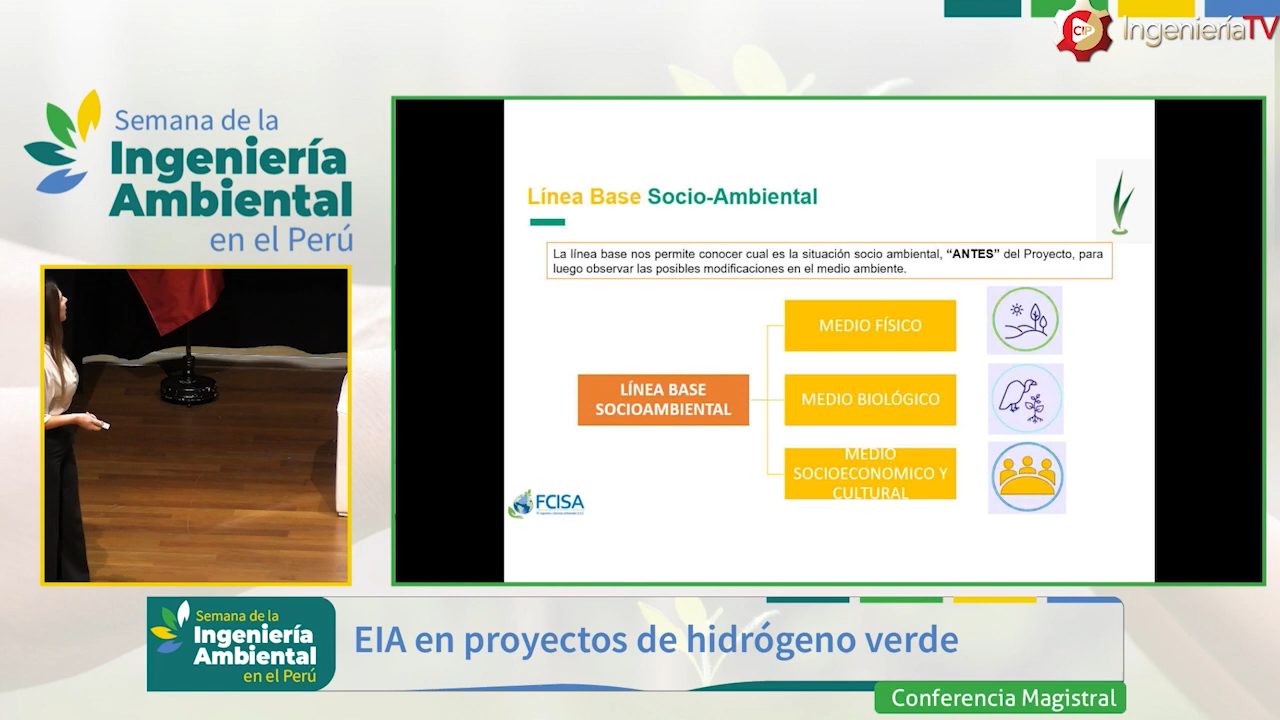 CIP IngenieríaTV
Semana de la
Ingeniería
Ambiental
en el Perú
Línea Base Socio-Ambiental
La línea base nos permite conocer cual es la situación socio ambiental, “ANTES” del Proyecto, para
luego observar las posibles modificaciones en el medio ambiente.
MEDIO FÍSICO
LÍNEA BASE
SOCIOAMBIENTAL
MEDIO BIOLÓGICO
MEDIO
SOCIOECONOMICO Y
CULTURAL
FCISA
Semana de la
Ingeniería
Ambiental
en el Perú
EIA en proyectos de hidrógeno verde
Conferencia Magistral